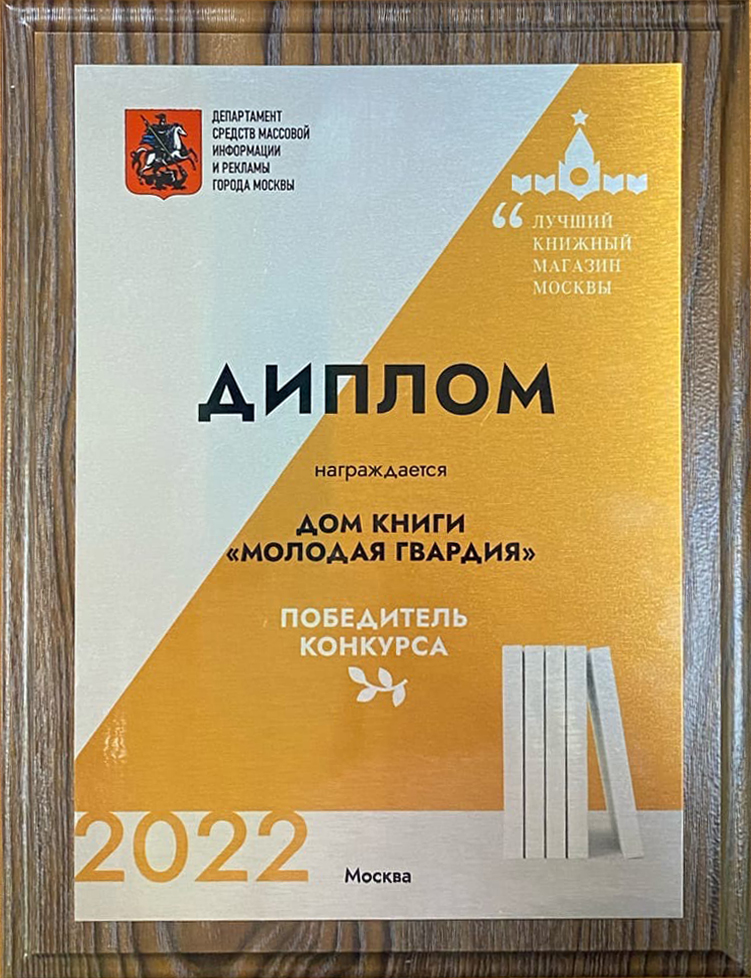 ДЕПАРТАМЕНТ
СРЕДСТВ МАССОВОЙ
ИНФОРМАЦИИ
И РЕКЛАМЫ
ГОРОДА МОСКВЫ
“ ЛУЧШИЙ
КНИЖНЫЙ
МАГАЗИН
МОСКВЫ
ДИПЛОМ
награждается
ДОМ КНИГИ
«МОЛОДАЯ ГВАРДИЯ»
ПОБЕДИТЕЛЬ
КОНКУРСА
2022
Москва